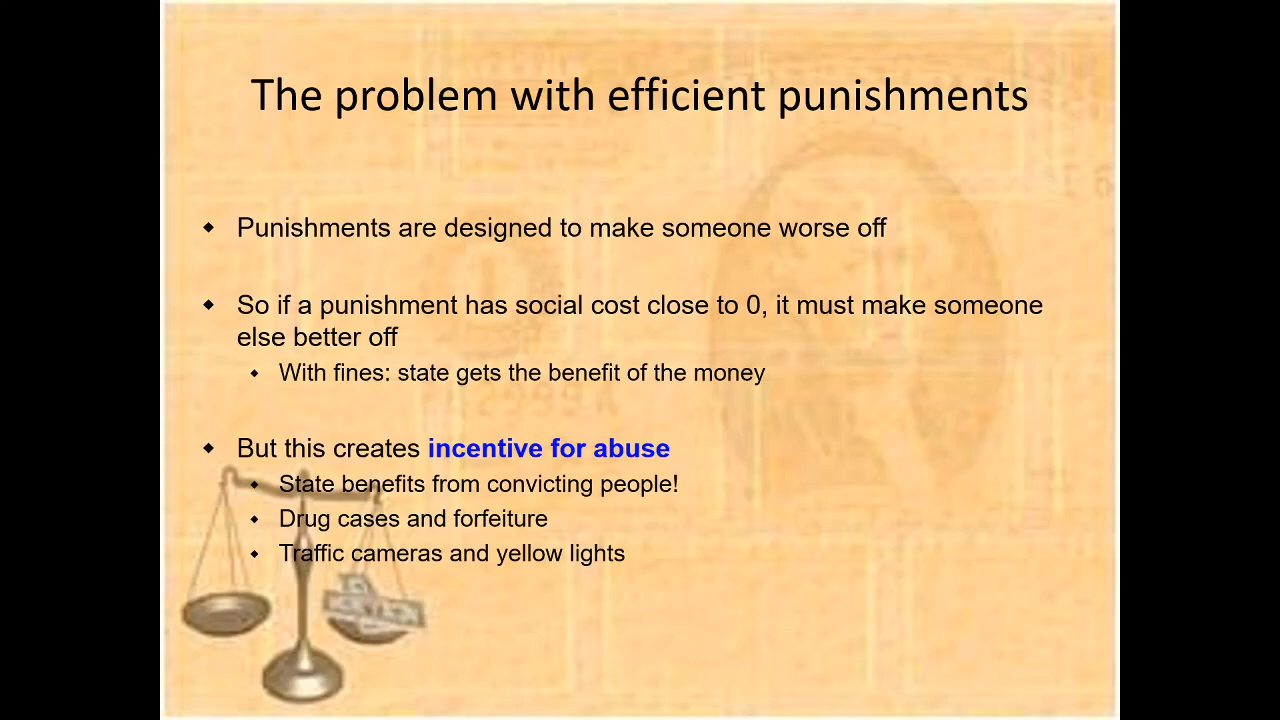 The problem with efficient punishments
Punishments are designed to make someone worse off
So if a punishment has social cost close to 0, it must make someone
else better off
With fines: state gets the benefit of the money
But this creates incentive for abuse
State benefits from convicting people!
Drug cases and forfeiture
Traffic cameras and yellow lights